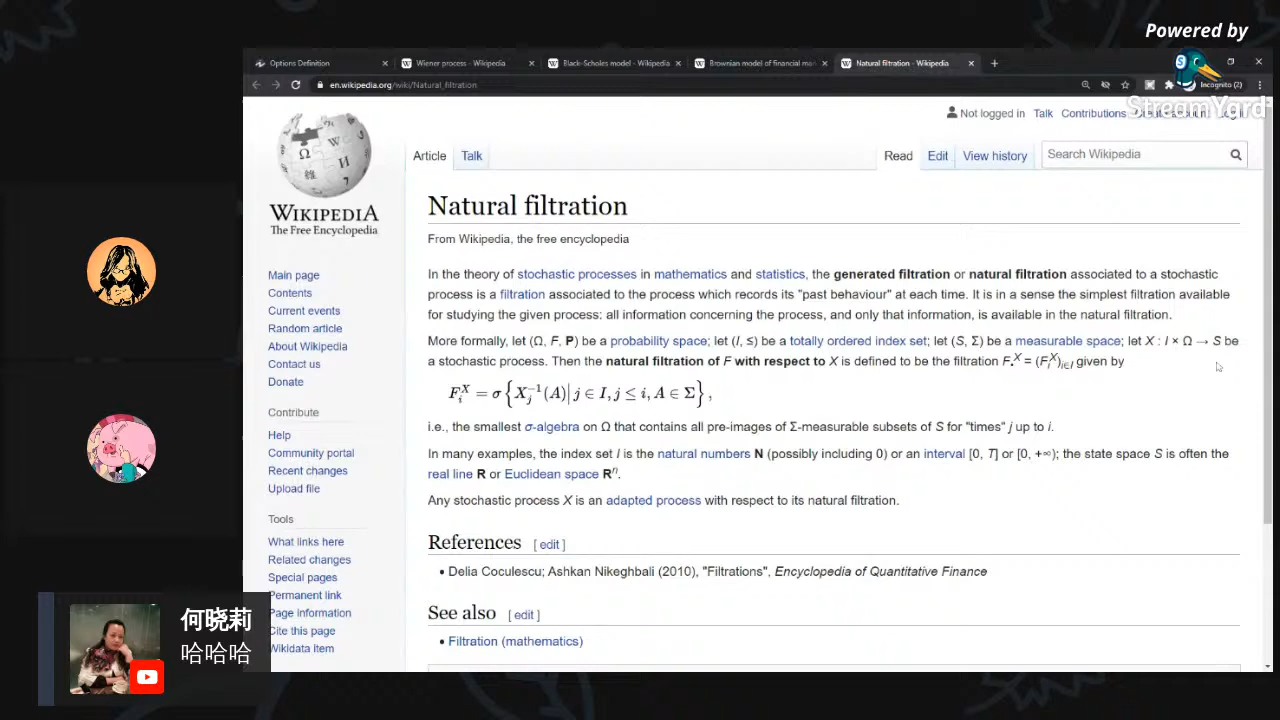 Powered by
StreamYard
Options Definition
Wiener process - Wikipedia
Black-Scholes model - Wikipedia
Brownian model of financial mar
Natural filtration - Wikipedia
en.wikipedia.org/wiki/Natural_filtration
Incognito (2)
Not logged in Talk Contributions Create account
Article Talk Read Edit View history Search Wikipedia
WIKIPEDIA
The Free Encyclopedia
Main page
Contents
Current events
Random article
About Wikipedia
Contact us
Donate
Contribute
Help
Community portal
Recent changes
Upload file
Tools
What links here
Related changes
Special pages
Permanent link
Page information
Cite this page
Wikidata item
Natural filtration
From Wikipedia, the free encyclopedia
In the theory of stochastic processes in mathematics and statistics, the generated filtration or natural filtration associated to a stochastic
process is a filtration associated to the process which records its "past behaviour" at each time. It is in a sense the simplest filtration available
for studying the given process: all information concerning the process, and only that information, is available in the natural filtration.
More formally, let (Ω, F, P) be a probability space; let (I, ≤) be a totally ordered index set; let (S, Σ) be a measurable space; let X : I × Ω → S be
a stochastic process. Then the natural filtration of F with respect to X is defined to be the filtration F•^X = (F_i^X)_{i∈I} given by
F_i^X = σ{X_j^{-1}(A)| j ∈ I, j ≤ i, A ∈ Σ},
i.e., the smallest σ-algebra on Ω that contains all pre-images of Σ-measurable subsets of S for "times" j up to i.
In many examples, the index set I is the natural numbers N (possibly including 0) or an interval [0, T] or [0, +∞); the state space S is often the
real line R or Euclidean space Rⁿ.
Any stochastic process X is an adapted process with respect to its natural filtration.
References [ edit ]
• Delia Coculescu; Ashkan Nikeghbali (2010), "Filtrations", Encyclopedia of Quantitative Finance
See also [ edit ]
• Filtration (mathematics)
何晓莉
哈哈哈